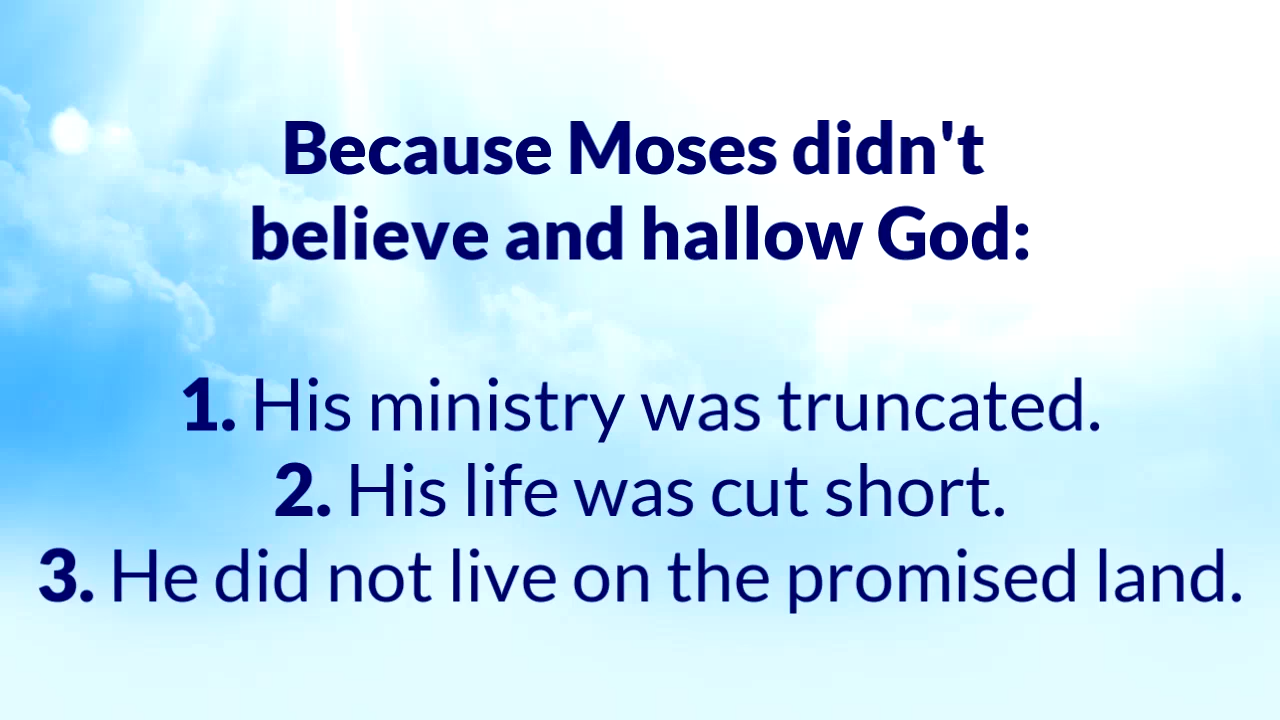 Because Moses didn't
believe and hallow God:
1. His ministry was truncated.
2. His life was cut short.
3. He did not live on the promised land.